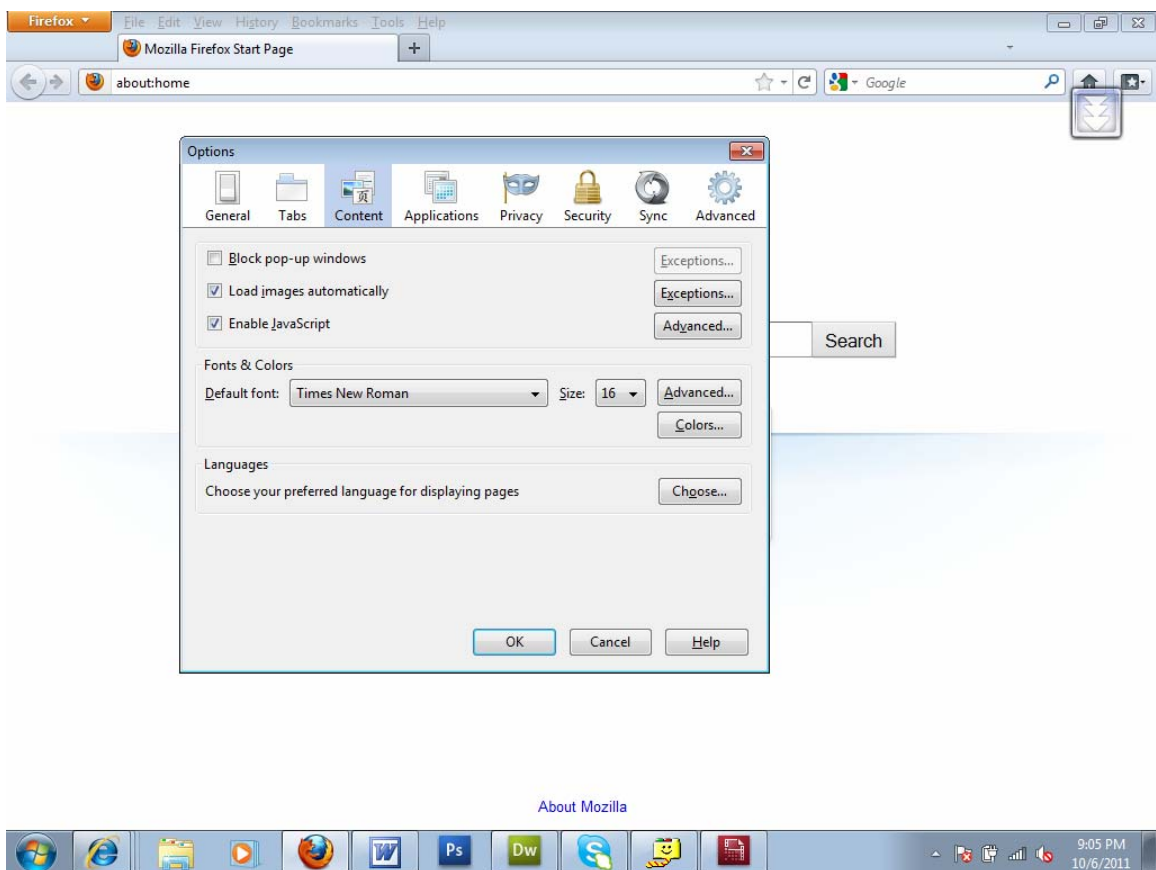 Firefox
File Edit View History Bookmarks Tools Help
Mozilla Firefox Start Page
about:home
Google
Options
General Tabs Content Applications Privacy Security Sync Advanced
Block pop-up windows Exceptions...
Load images automatically Exceptions...
Enable JavaScript Advanced...
Search
Fonts & Colors
Default font: Times New Roman Size: 16 Advanced...
Colors...
Languages
Choose your preferred language for displaying pages Choose...
OK Cancel Help
About Mozilla
W Ps Dw S
9:05 PM
10/6/2011